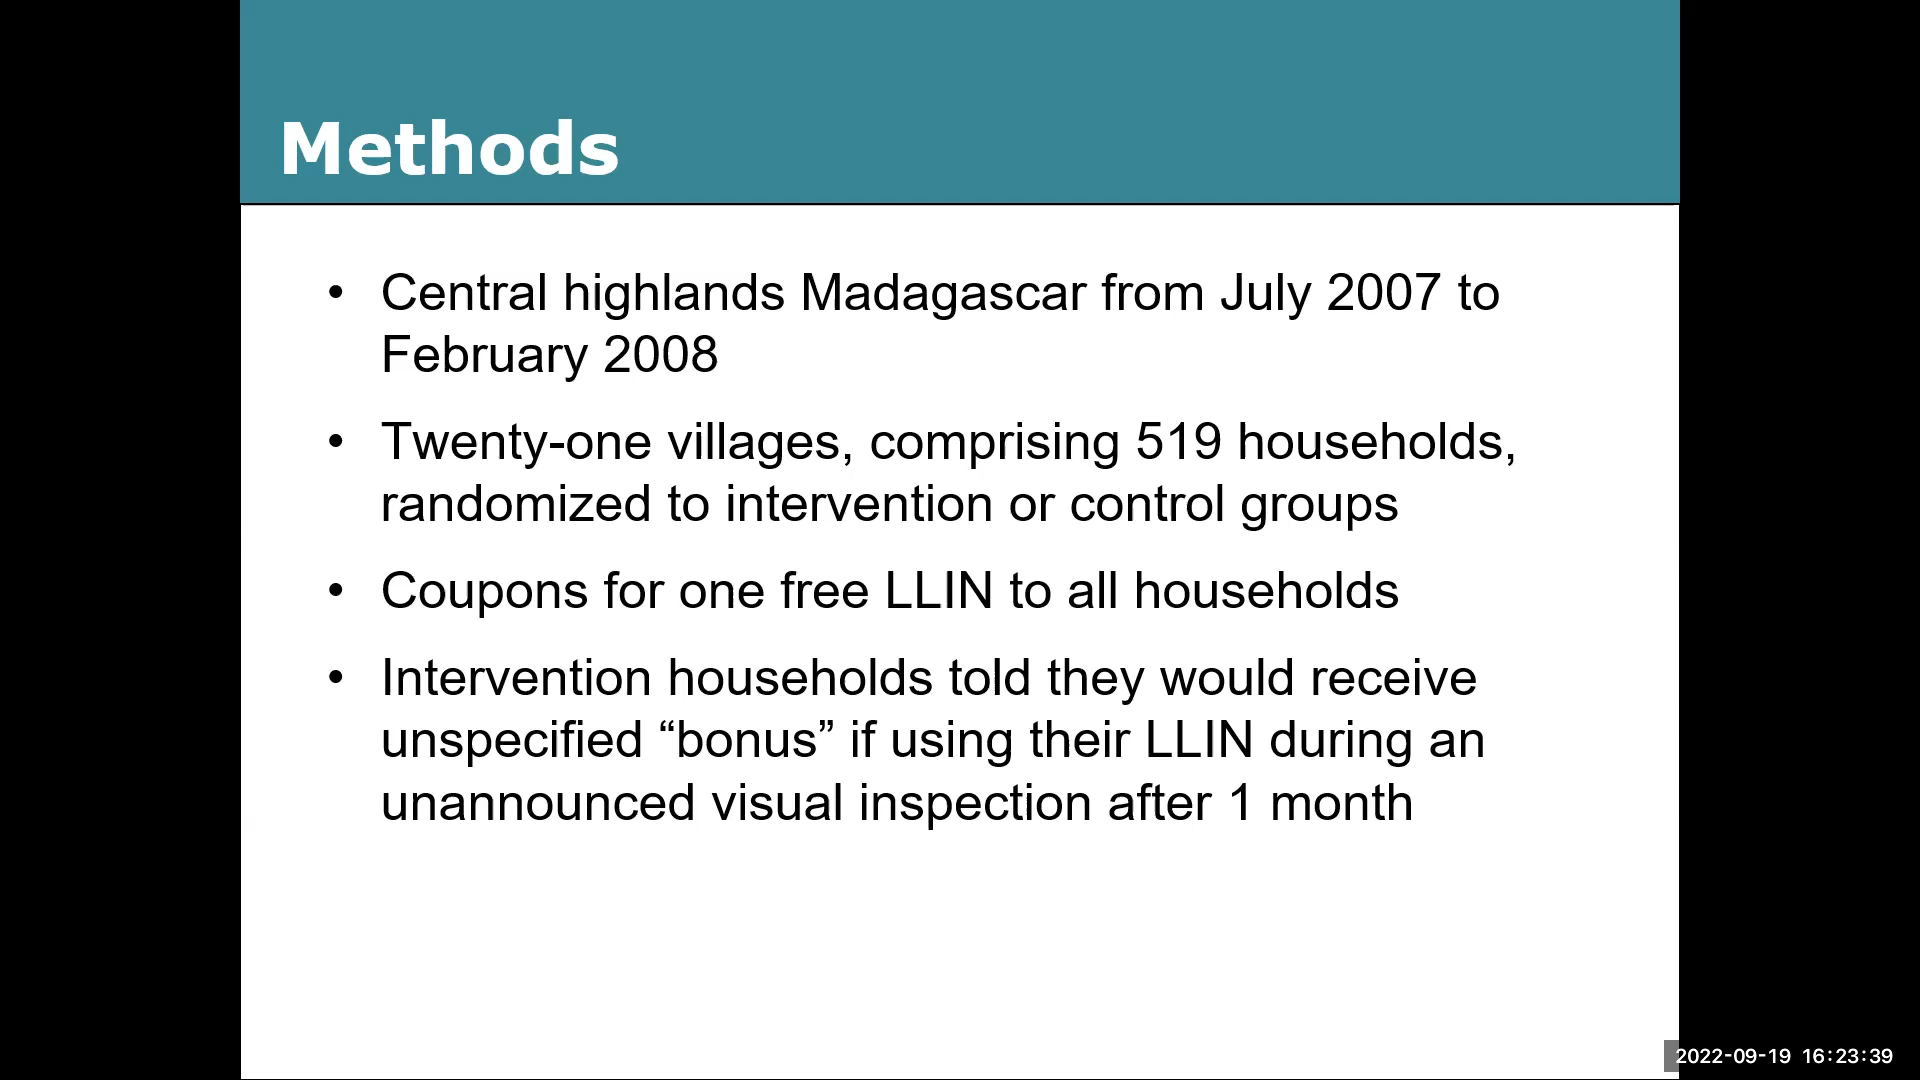 Methods
• Central highlands Madagascar from July 2007 to
February 2008
• Twenty-one villages, comprising 519 households,
randomized to intervention or control groups
• Coupons for one free LLIN to all households
• Intervention households told they would receive
unspecified “bonus” if using their LLIN during an
unannounced visual inspection after 1 month
2022-09-19 16:23:39